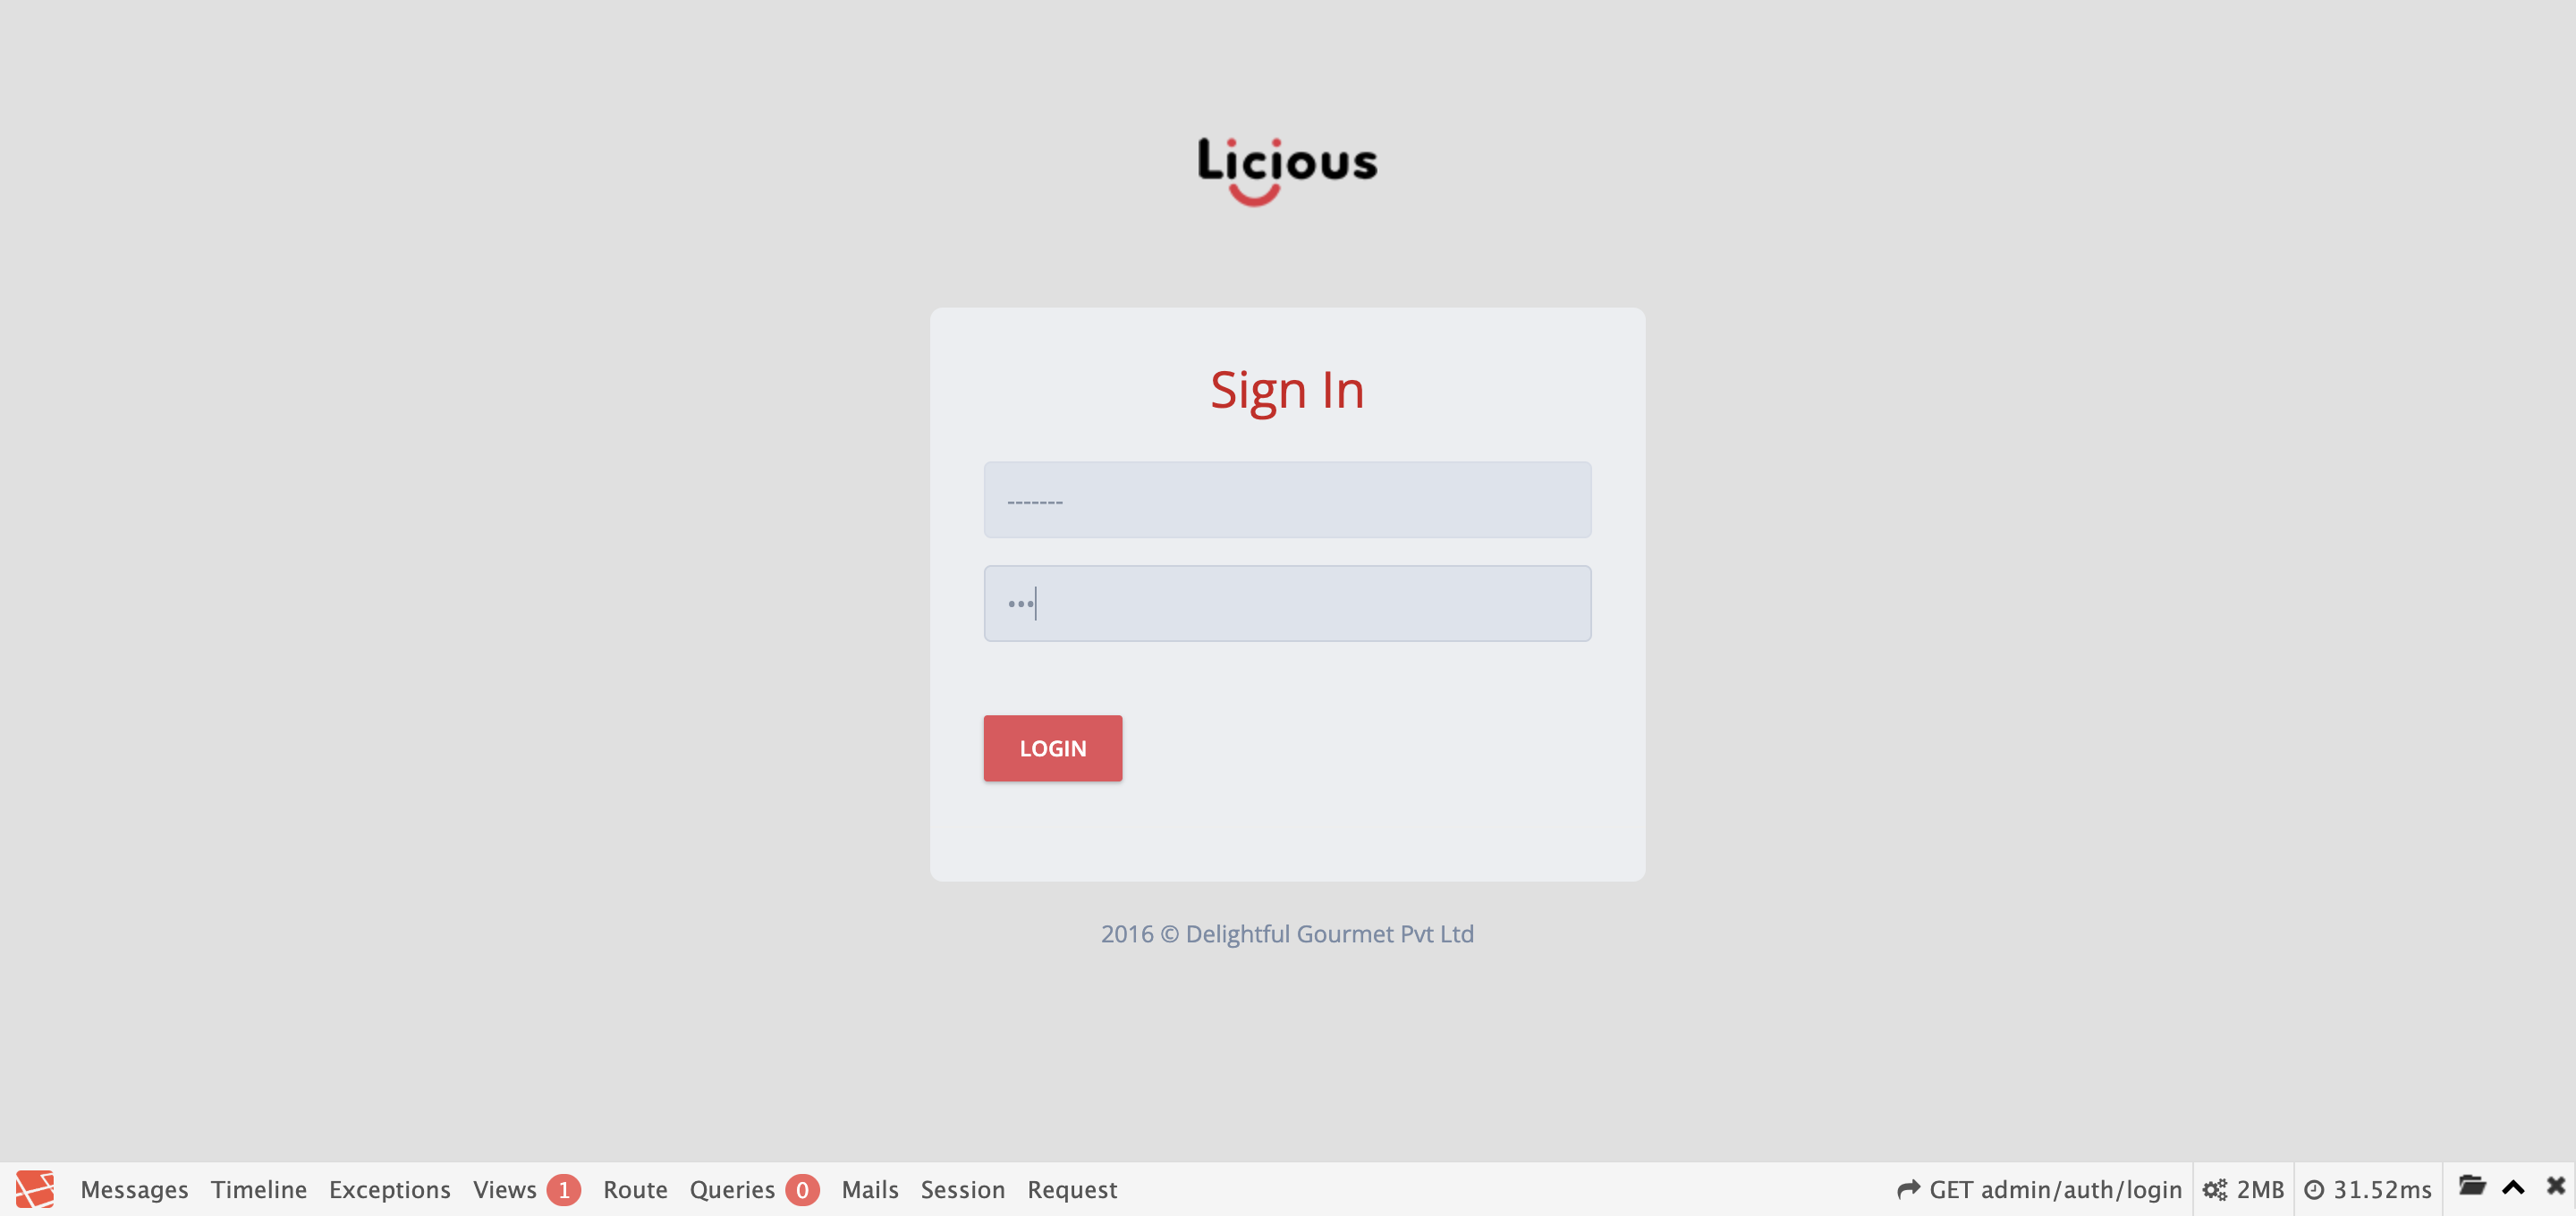 Licious
Sign In
-------
•••
LOGIN
2016 © Delightful Gourmet Pvt Ltd
Messages Timeline Exceptions Views 1 Route Queries 0 Mails Session Request GET admin/auth/login 2MB 31.52ms